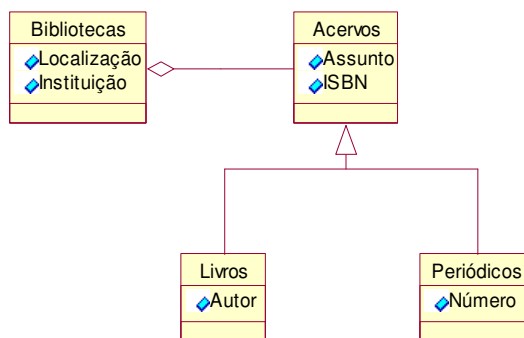 Bibliotecas
Localização
Instituição
Acervos
Assunto
ISBN
Livros
Autor
Periódicos
Número